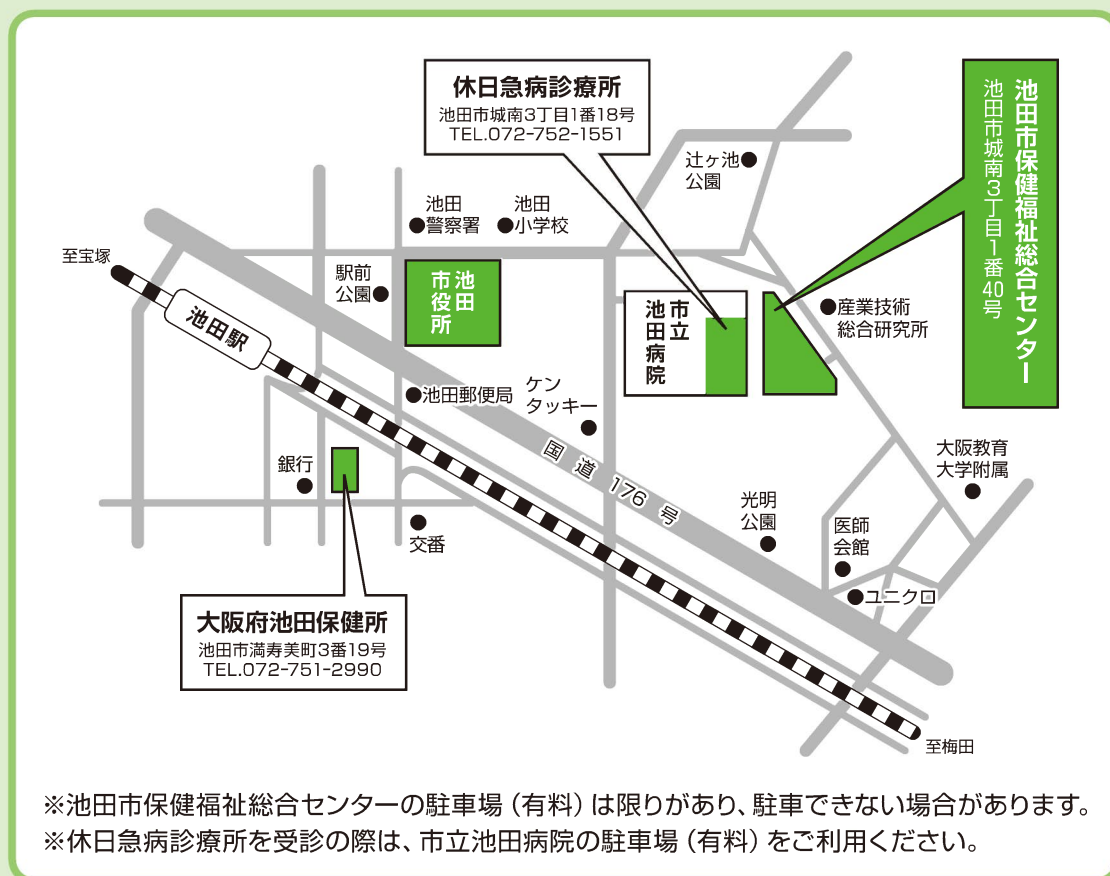 休日急病診療所
池田市城南3丁目1番18号
TEL.072-752-1551
池田市保健福祉総合センター
池田市城南3丁目1番40号
辻ヶ池
公園
池田
警察署
池田
小学校
至宝塚
駅前
公園
池田
市役所
市立
池田病院
産業技術
総合研究所
池田駅
池田郵便局
ケン
タッキー
国道176号
銀行
大阪教育
大学附属
光明
公園
医師
会館
交番
ユニクロ
大阪府池田保健所
池田市満寿美町3番19号
TEL.072-751-2990
至梅田
※池田市保健福祉総合センターの駐車場（有料）は限りがあり、駐車できない場合があります。
※休日急病診療所を受診の際は、市立池田病院の駐車場（有料）をご利用ください。